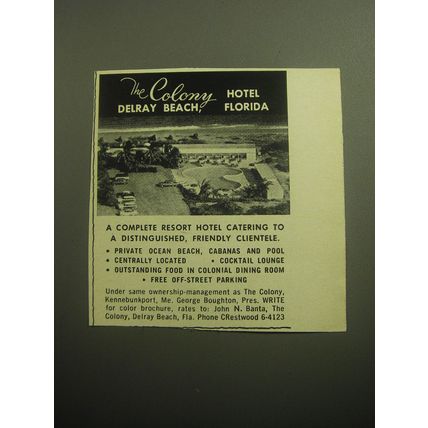 The Colony HOTEL
DELRAY BEACH, FLORIDA
A COMPLETE RESORT HOTEL CATERING TO
A DISTINGUISHED, FRIENDLY CLIENTELE.
• PRIVATE OCEAN BEACH, CABANAS AND POOL
• CENTRALLY LOCATED • COCKTAIL LOUNGE
• OUTSTANDING FOOD IN COLONIAL DINING ROOM
• FREE OFF-STREET PARKING
Under same ownership-management as The Colony,
Kennebunkport, Me. George Boughton, Pres. WRITE
for color brochure, rates to: John N. Banta, The
Colony, Delray Beach, Fla. Phone CRestwood 6-4123